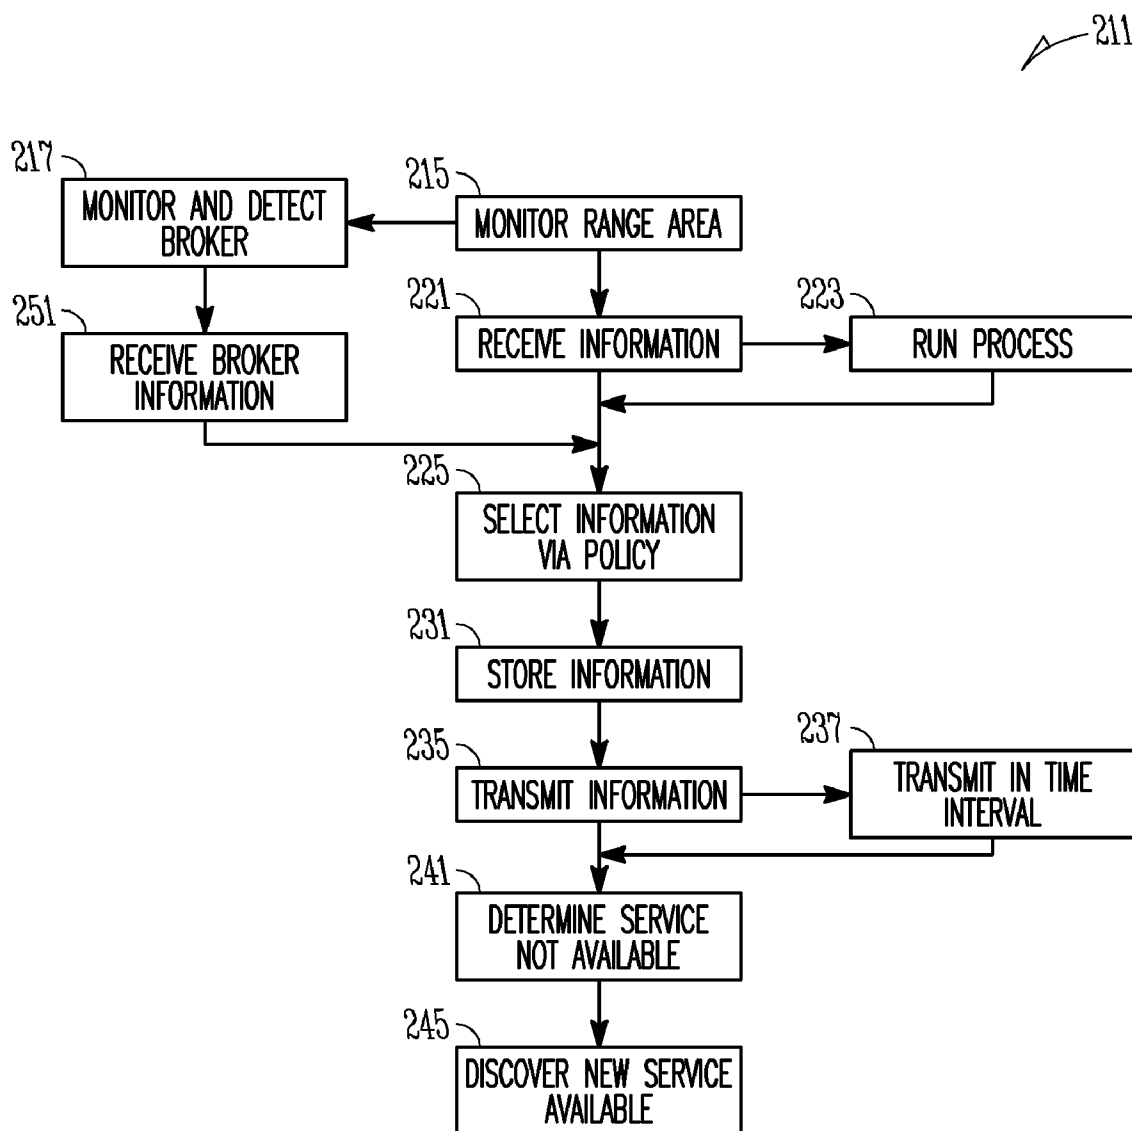 211
217
MONITOR AND DETECT
BROKER
215
MONITOR RANGE AREA
251
RECEIVE BROKER
INFORMATION
221
RECEIVE INFORMATION
223
RUN PROCESS
225
SELECT INFORMATION
VIA POLICY
231
STORE INFORMATION
235
TRANSMIT INFORMATION
237
TRANSMIT IN TIME
INTERVAL
241
DETERMINE SERVICE
NOT AVAILABLE
245
DISCOVER NEW SERVICE
AVAILABLE